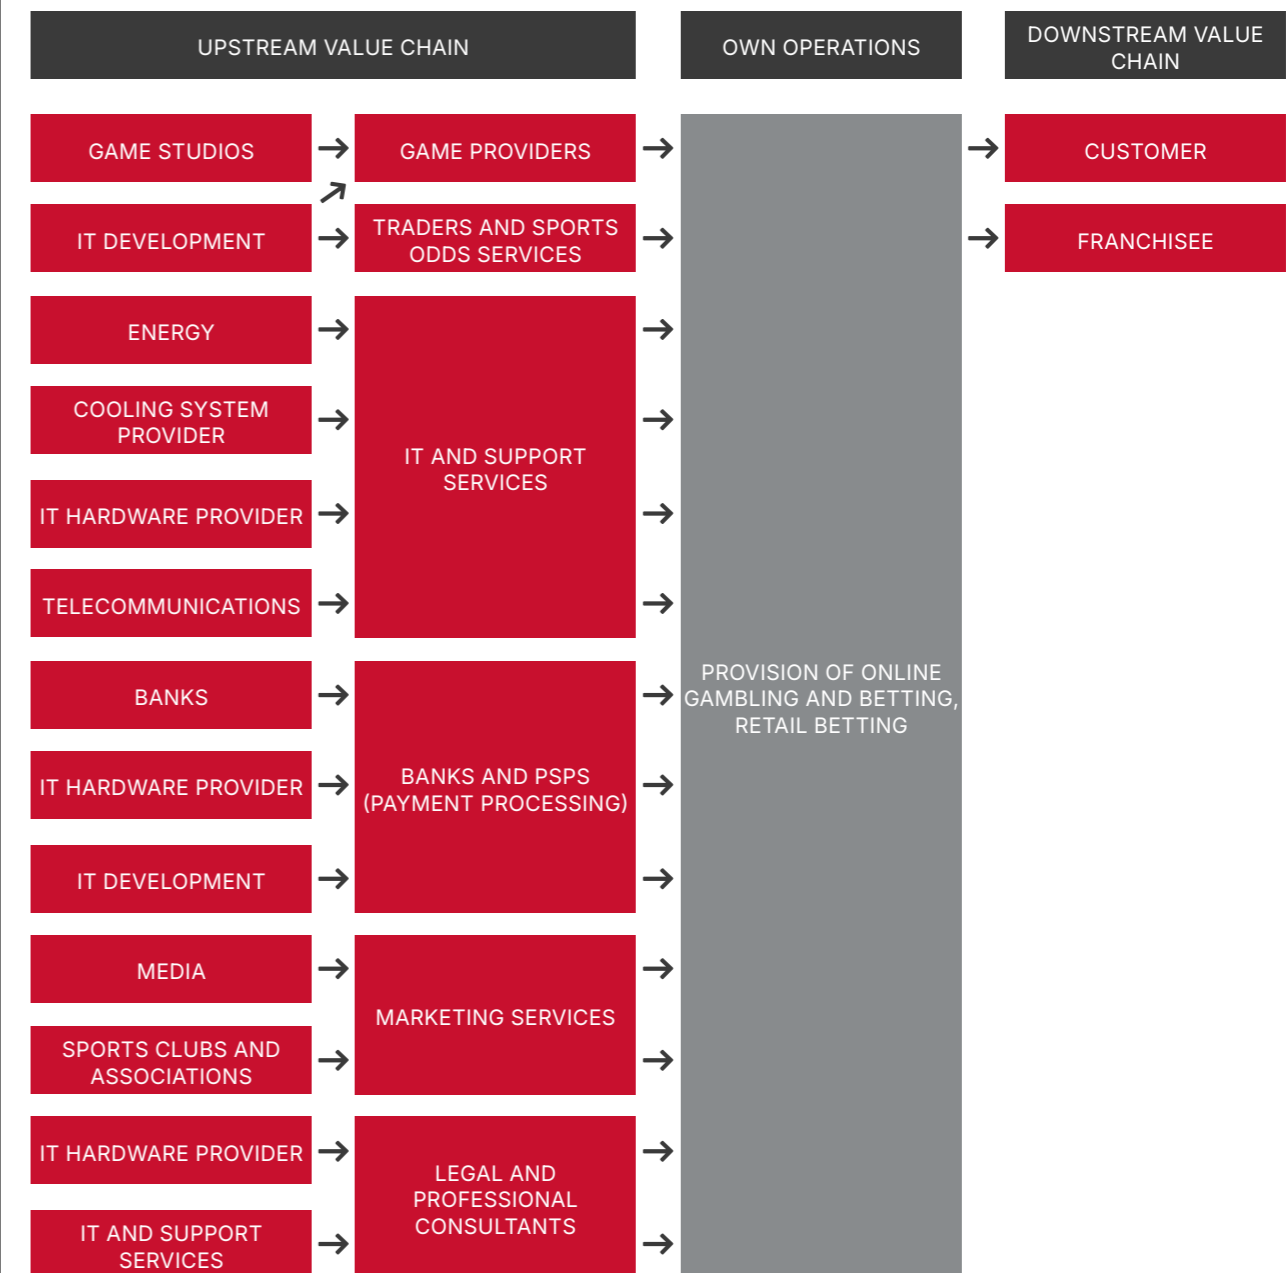 UPSTREAM VALUE CHAIN
OWN OPERATIONS
DOWNSTREAM VALUE
CHAIN
GAME STUDIOS
GAME PROVIDERS
CUSTOMER
IT DEVELOPMENT
TRADERS AND SPORTS
ODDS SERVICES
FRANCHISEE
ENERGY
COOLING SYSTEM
PROVIDER
IT HARDWARE PROVIDER
TELECOMMUNICATIONS
IT AND SUPPORT
SERVICES
PROVISION OF ONLINE
GAMBLING AND BETTING,
RETAIL BETTING
BANKS
IT HARDWARE PROVIDER
IT DEVELOPMENT
BANKS AND PSPS
(PAYMENT PROCESSING)
MEDIA
SPORTS CLUBS AND
ASSOCIATIONS
MARKETING SERVICES
IT HARDWARE PROVIDER
IT AND SUPPORT
SERVICES
LEGAL AND
PROFESSIONAL
CONSULTANTS